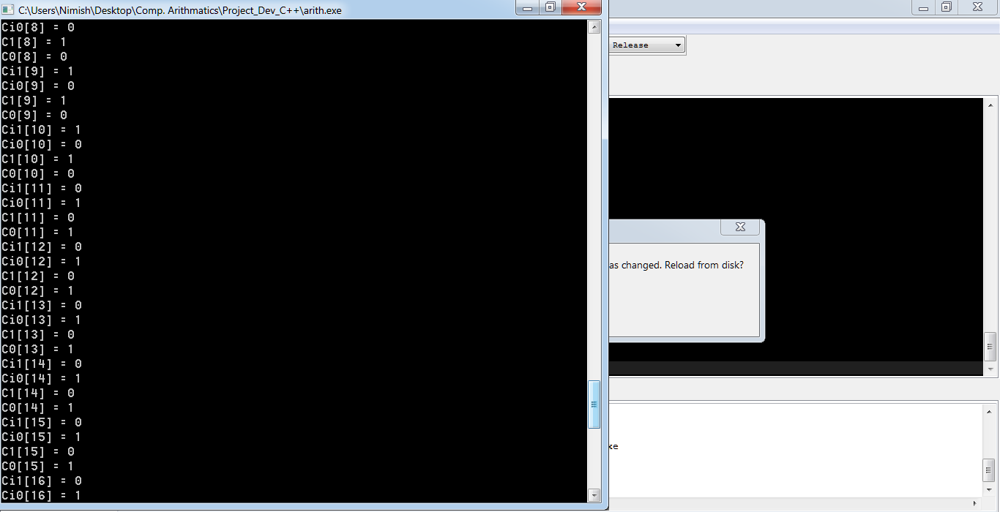 C:\Users\Nimish\Desktop\Comp. Arithmatics\Project_Dev_C++\arith.exe
Ci0[8] = 0
C1[8] = 1
C0[8] = 0
Ci1[9] = 1
Ci0[9] = 0
C1[9] = 1
C0[9] = 0
Ci1[10] = 1
Ci0[10] = 0
C1[10] = 1
C0[10] = 0
Ci1[11] = 0
Ci0[11] = 1
C1[11] = 0
C0[11] = 1
Ci1[12] = 0
Ci0[12] = 1
C1[12] = 0
C0[12] = 1
Ci1[13] = 0
Ci0[13] = 1
C1[13] = 0
C0[13] = 1
Ci1[14] = 0
Ci0[14] = 1
C1[14] = 0
C0[14] = 1
Ci1[15] = 0
Ci0[15] = 1
C1[15] = 0
C0[15] = 1
Ci1[16] = 0
Ci0[16] = 1
Release
as changed. Reload from disk?
xe